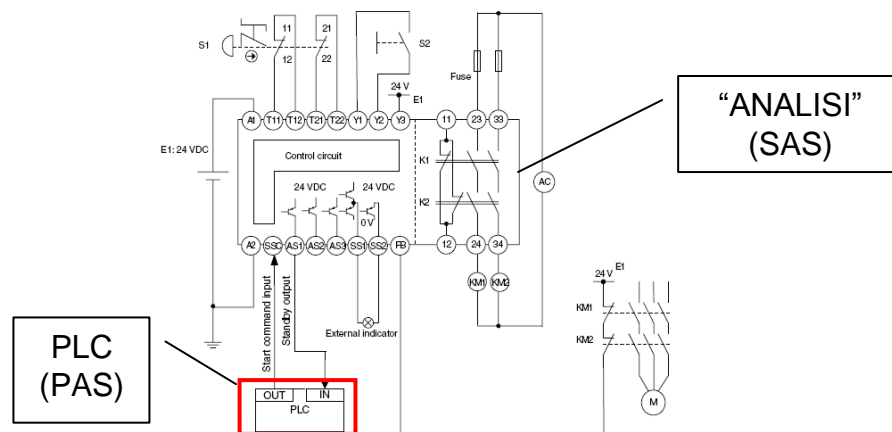 11
21
S1
S2
12
22
Fuse
24 V
E1
A1 T11 T12 T21 T22 Y1 Y2 Y3 11 23 33
E1: 24 VDC
Control circuit
K1
24 VDC
24 VDC
K2
AC
0 V
A2 SSC AS1 AS2 AS3 SS1 SS2 FB 12 24 34
KM1 KM2
Start command input
Standby output
External indicator
OUT IN
PLC
24 V E1
KM1
KM2
M
“ANALISI”
(SAS)
PLC
(PAS)